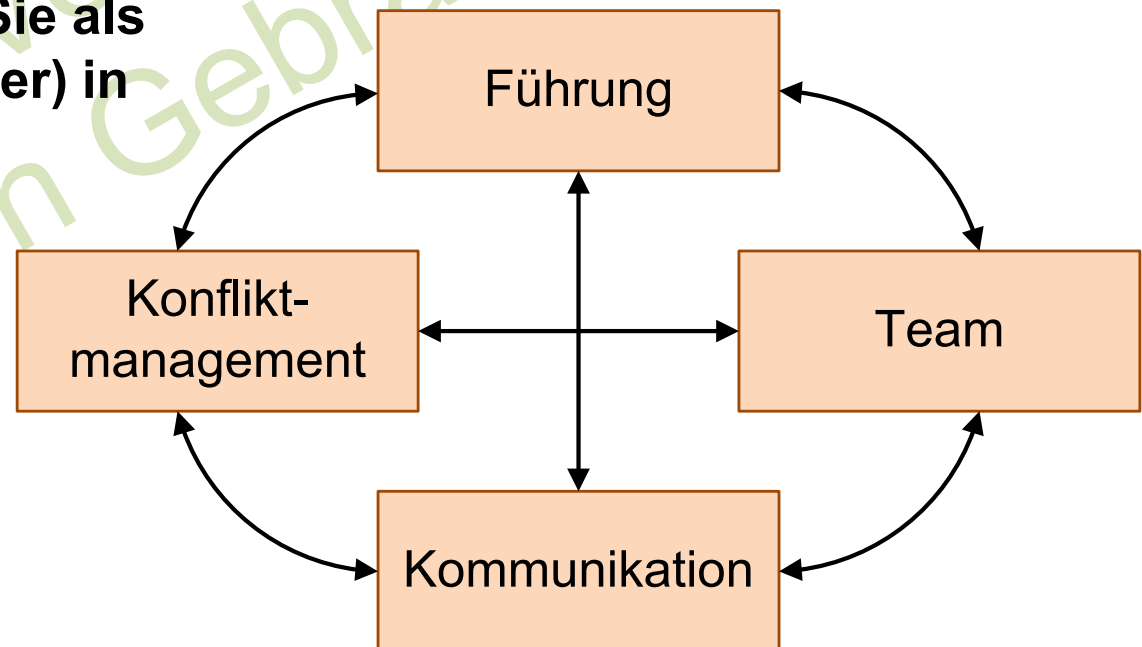 Sie als
er) in
Führung
Konflikt-
management
Team
Kommunikation